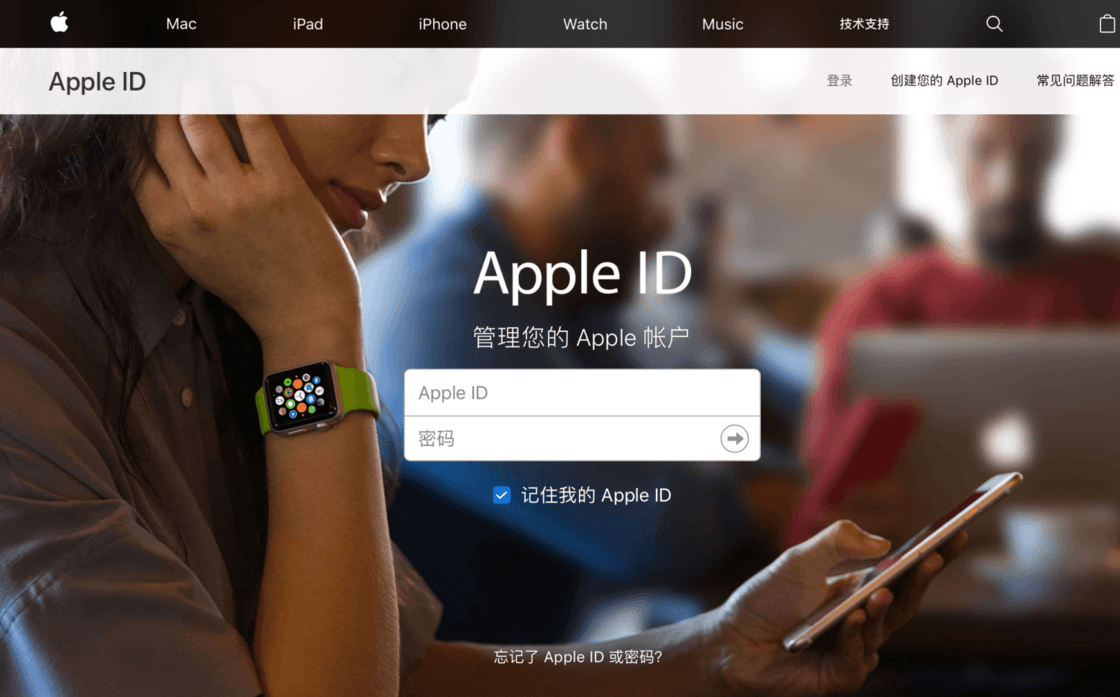 Mac iPad iPhone Watch Music 技术支持
Apple ID 登录 创建您的 Apple ID 常见问题解答
Apple ID
管理您的 Apple 帐户
Apple ID
密码
记住我的 Apple ID
忘记了 Apple ID 或密码?